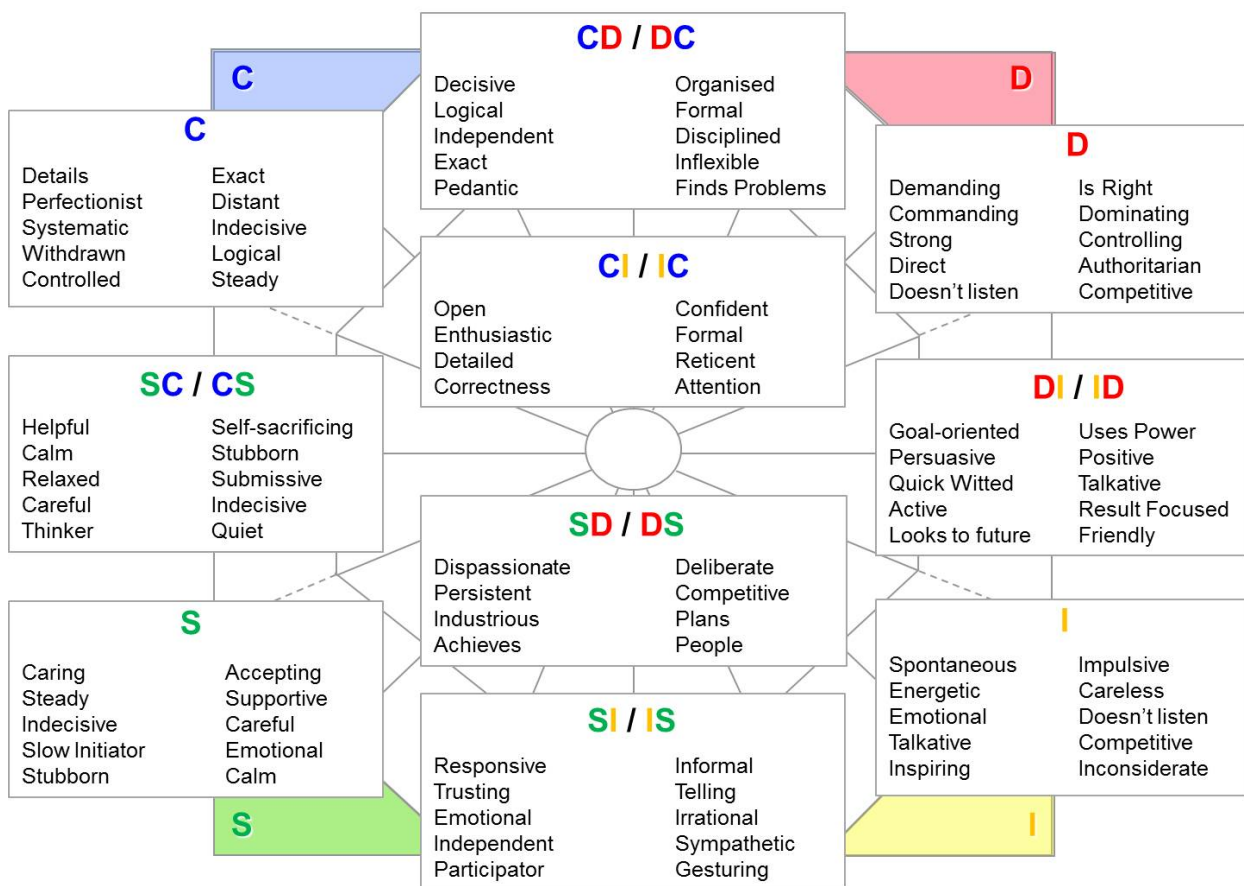 C
D
CD / DC
Decisive Organised
Logical Formal
Independent Disciplined
Exact Inflexible
Pedantic Finds Problems
C
Details Exact
Perfectionist Distant
Systematic Indecisive
Withdrawn Logical
Controlled Steady
D
Demanding Is Right
Commanding Dominating
Strong Controlling
Direct Authoritarian
Doesn’t listen Competitive
CI / IC
Open Confident
Enthusiastic Formal
Detailed Reticent
Correctness Attention
SC / CS
Helpful Self-sacrificing
Calm Stubborn
Relaxed Submissive
Careful Indecisive
Thinker Quiet
DI / ID
Goal-oriented Uses Power
Persuasive Positive
Quick Witted Talkative
Active Result Focused
Looks to future Friendly
SD / DS
Dispassionate Deliberate
Persistent Competitive
Industrious Plans
Achieves People
S
Caring Accepting
Steady Supportive
Indecisive Careful
Slow Initiator Emotional
Stubborn Calm
I
Spontaneous Impulsive
Energetic Careless
Emotional Doesn’t listen
Talkative Competitive
Inspiring Inconsiderate
SI / IS
Responsive Informal
Trusting Telling
Emotional Irrational
Independent Sympathetic
Participator Gesturing
S
I